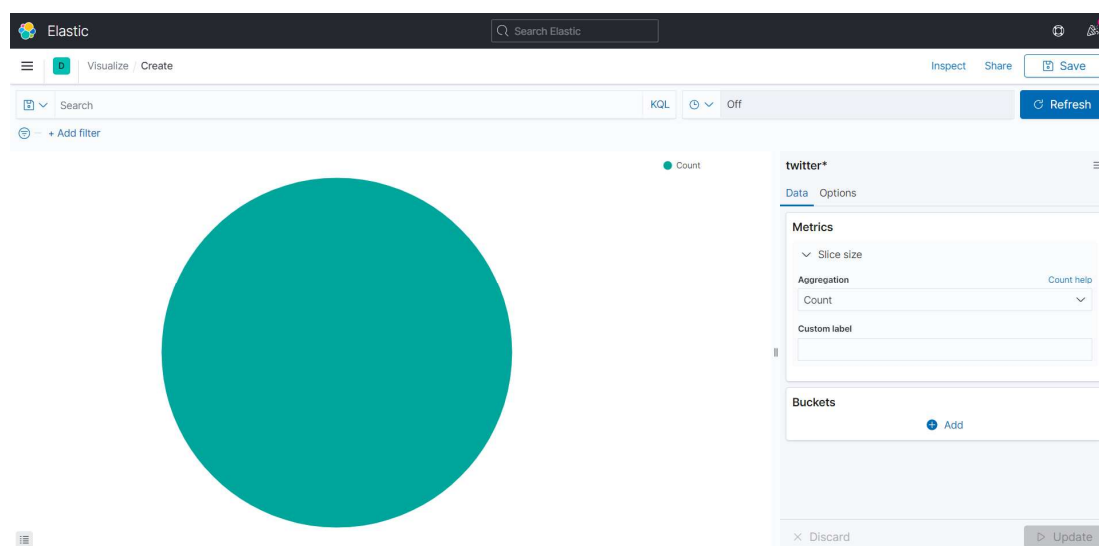 Elastic
Search Elastic
D
Visualize / Create
Inspect Share Save
Search
KQL
Off
Refresh
+ Add filter
Count
twitter*
Data Options
Metrics
Slice size
Aggregation
Count help
Count
Custom label
Buckets
Add
Discard
Update